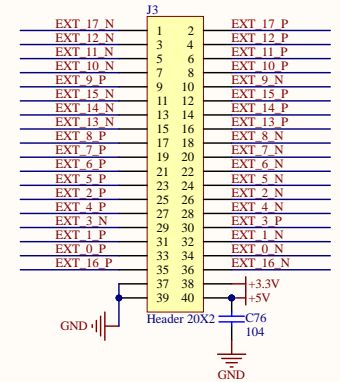 J3
EXT_17_N 1 2 EXT_17_P
EXT_12_N 3 4 EXT_12_P
EXT_11_N 5 6 EXT_11_P
EXT_10_N 7 8 EXT_10_P
EXT_9_P 9 10 EXT_9_N
EXT_15_N 11 12 EXT_15_P
EXT_14_N 13 14 EXT_14_P
EXT_13_N 15 16 EXT_13_P
EXT_8_P 17 18 EXT_8_N
EXT_7_P 19 20 EXT_7_N
EXT_6_P 21 22 EXT_6_N
EXT_5_P 23 24 EXT_5_N
EXT_2_P 25 26 EXT_2_N
EXT_4_P 27 28 EXT_4_N
EXT_3_N 29 30 EXT_3_P
EXT_1_P 31 32 EXT_1_N
EXT_0_P 33 34 EXT_0_N
EXT_16_P 35 36 EXT_16_N
37 38 +3.3V
39 40 +5V
GND Header 20X2 C76
104
GND